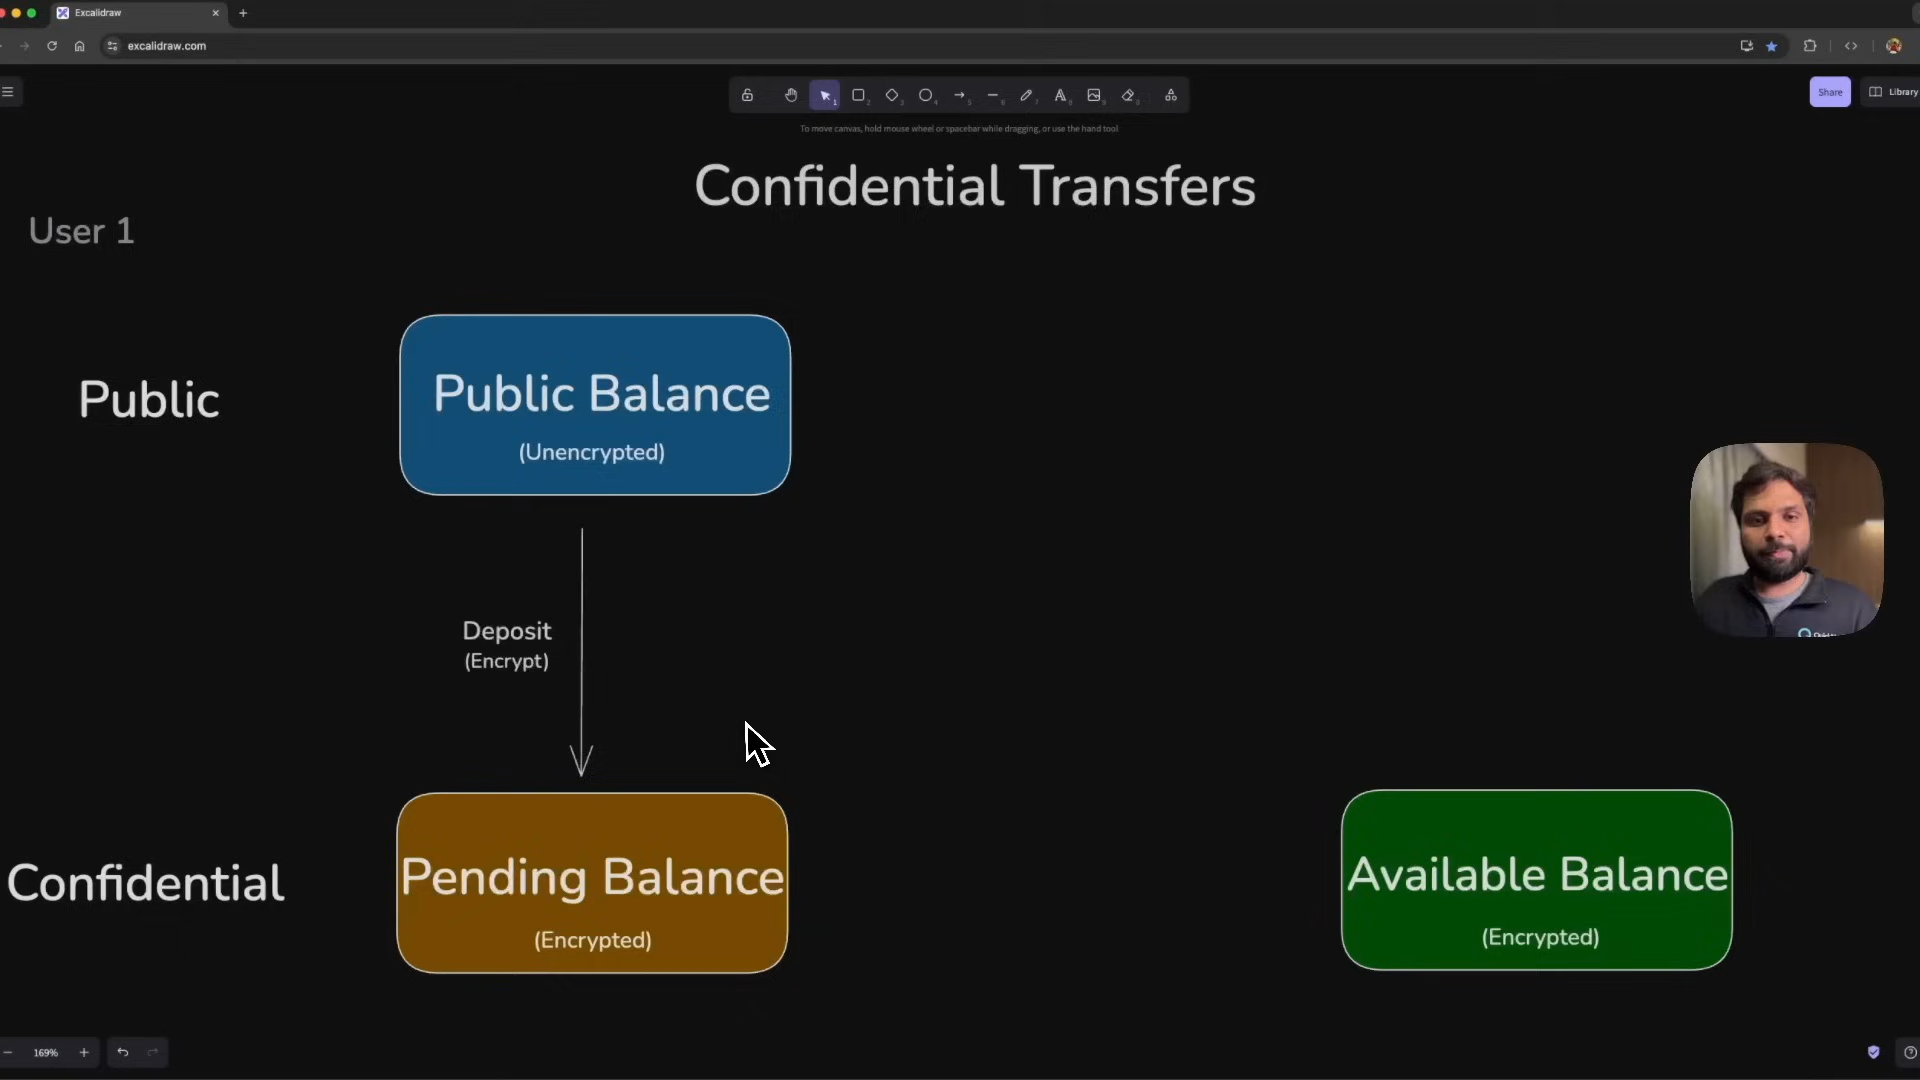 Excalidraw
excalidraw.com
Share
Library
To move canvas, hold mouse wheel or spacebar while dragging, or use the hand tool
Confidential Transfers
User 1
Public
Public Balance
(Unencrypted)
Deposit
(Encrypt)
Confidential
Pending Balance
(Encrypted)
Available Balance
(Encrypted)
169%